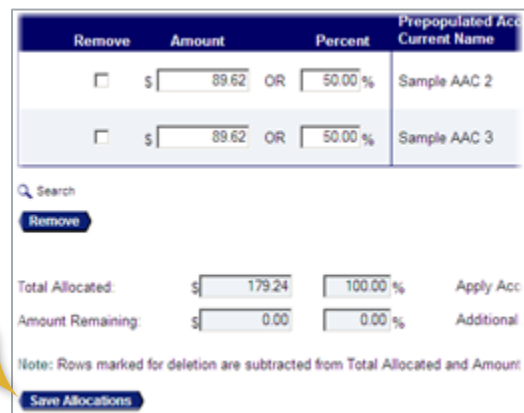 Prepopulated Acc
Remove Amount Percent Current Name
$ 89.62 OR 50.00 % Sample AAC 2
$ 89.62 OR 50.00 % Sample AAC 3
Search
Remove
Total Allocated: $ 179.24 100.00 % Apply Acc
Amount Remaining: $ 0.00 0.00 % Additional
Note: Rows marked for deletion are subtracted from Total Allocated and Amount
Save Allocations